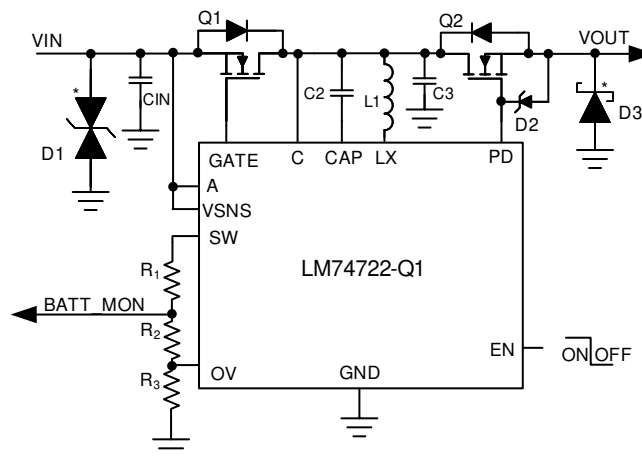 Q1
Q2
VIN
VOUT
*
CIN
C2
L1
C3
D2
*
D3
D1
GATE
C
CAP
LX
PD
A
VSNS
SW
LM74722-Q1
R1
BATT_MON
R2
R3
OV
GND
EN
ON
OFF